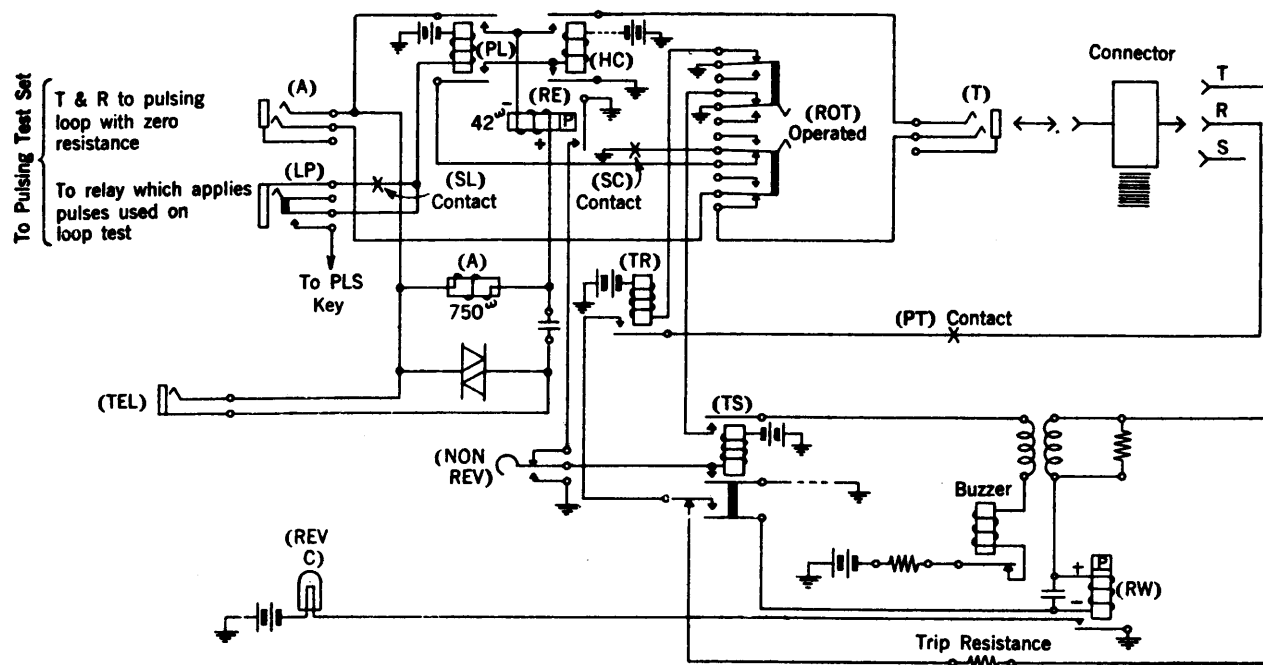 To Pulsing Test Set
T & R to pulsing
loop with zero
resistance
(A)
To relay which applies
pulses used on
loop test
(LP)
(SL)
Contact
To PLS
Key
(PL)
(HC)
(RE)
42ω
-
+
P
(SC)
Contact
(ROT)
Operated
(T)
Connector
T
R
S
(A)
750ω
(TR)
(PT) Contact
(TEL)
(TS)
(NON
REV)
Buzzer
(REV
C)
+
-
P
(RW)
Trip Resistance